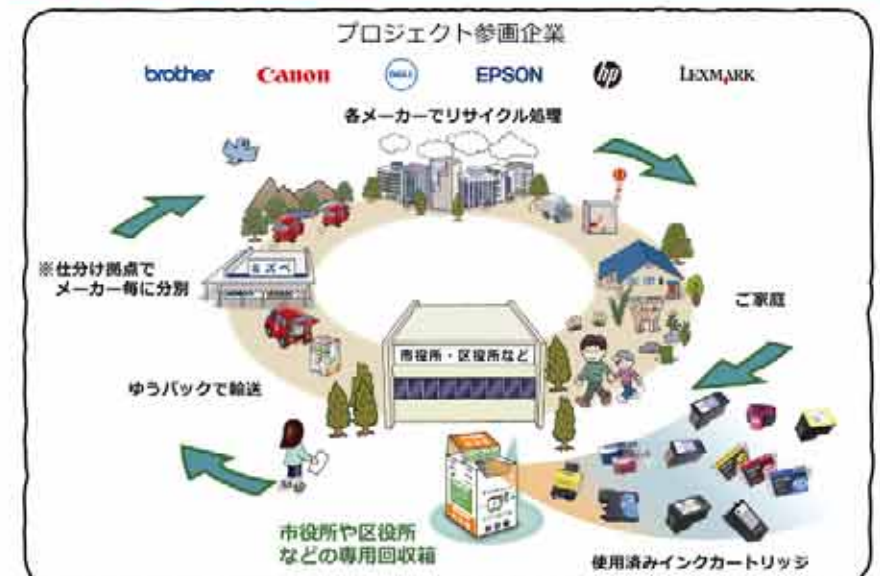 プロジェクト参画企業
brother Canon DELL EPSON hp LEXMARK
各メーカーでリサイクル処理
※仕分け拠点で
メーカー毎に分別
ミズベ
ご家庭
市役所・区役所など
ゆうパックで輸送
市役所や区役所
などの専用回収箱
使用済みインクカートリッジ